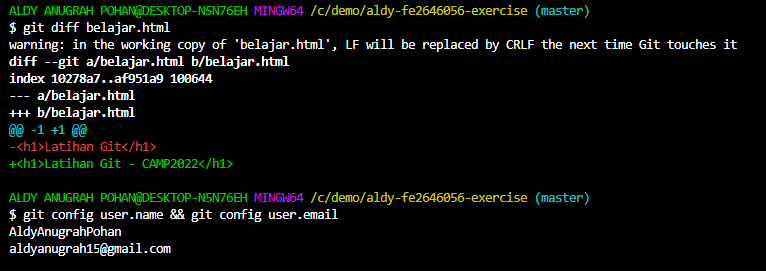 ALDY ANUGRAH POHAN@DESKTOP-N5N76EH MINGW64 /c/demo/aldy-fe2646056-exercise (master)
$ git diff belajar.html
warning: in the working copy of 'belajar.html', LF will be replaced by CRLF the next time Git touches it
diff --git a/belajar.html b/belajar.html
index 10278a7..af951a9 100644
--- a/belajar.html
+++ b/belajar.html
@@ -1 +1 @@
-<h1>Latihan Git</h1>
+<h1>Latihan Git - CAMP2022</h1>
ALDY ANUGRAH POHAN@DESKTOP-N5N76EH MINGW64 /c/demo/aldy-fe2646056-exercise (master)
$ git config user.name && git config user.email
AldyAnugrahPohan
aldyanugrah15@gmail.com